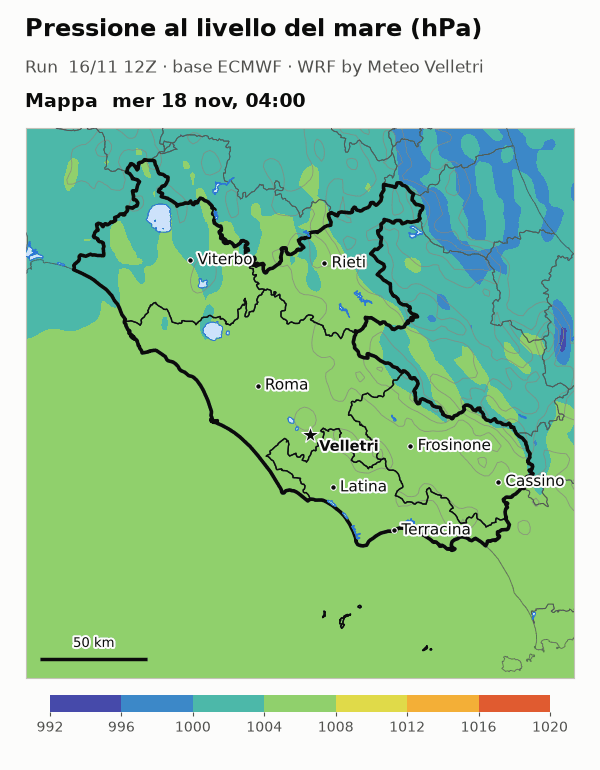 Pressione al livello del mare (hPa)
Run  16/11 12Z · base ECMWF · WRF by Meteo Velletri
Mappa  mer 18 nov, 04:00
Viterbo
Rieti
Roma
Velletri
Frosinone
Latina
Cassino
Terracina
50 km
992 996 1000 1004 1008 1012 1016 1020